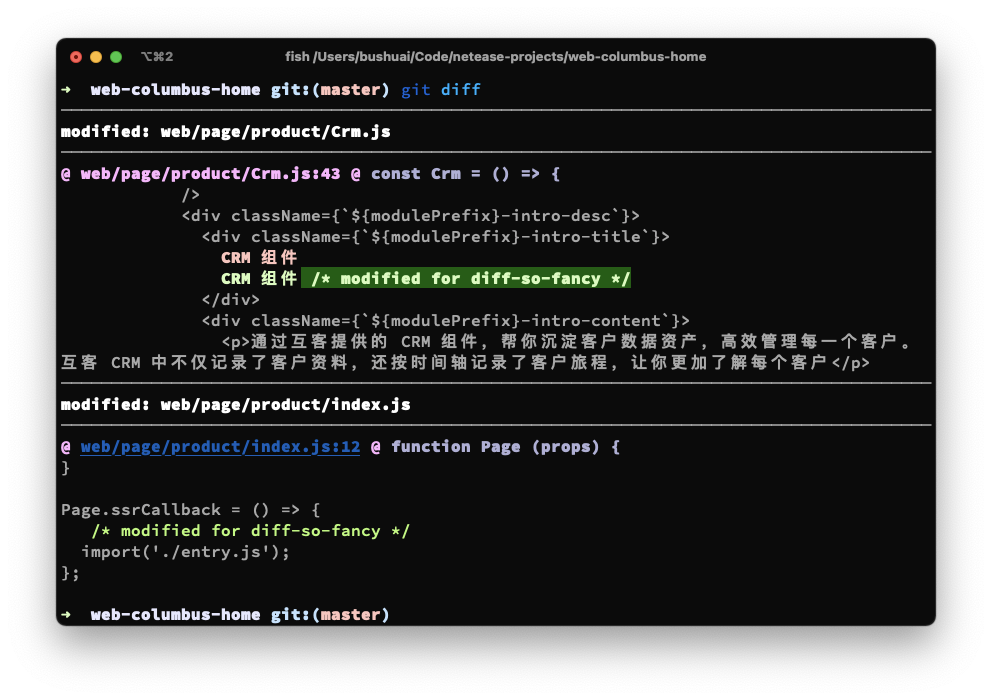 ⌥⌘2 fish /Users/bushuai/Code/netease-projects/web-columbus-home
➜ web-columbus-home git:(master) git diff
modified: web/page/product/Crm.js
@ web/page/product/Crm.js:43 @ const Crm = () => {
            />
            <div className={`${modulePrefix}-intro-desc`}>
              <div className={`${modulePrefix}-intro-title`}>
                CRM 组件
                CRM 组件 /* modified for diff-so-fancy */
              </div>
              <div className={`${modulePrefix}-intro-content`}>
                <p>通过互客提供的 CRM 组件，帮你沉淀客户数据资产，高效管理每一个客户。
互客 CRM 中不仅记录了客户资料，还按时间轴记录了客户旅程，让你更加了解每个客户</p>
modified: web/page/product/index.js
@ web/page/product/index.js:12 @ function Page (props) {
}
Page.ssrCallback = () => {
   /* modified for diff-so-fancy */
  import('./entry.js');
};
➜ web-columbus-home git:(master)